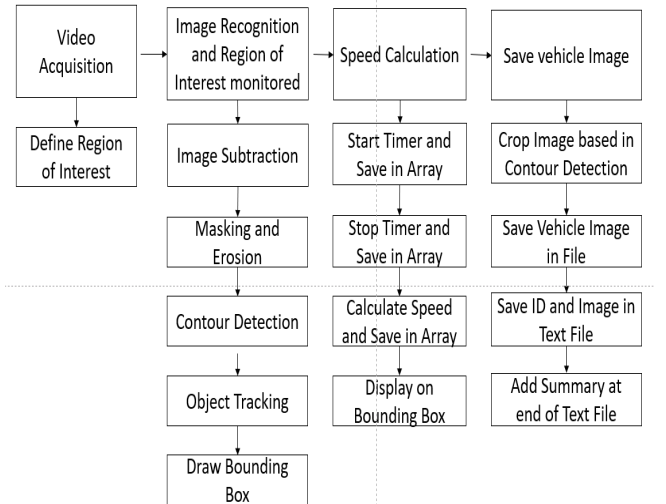 Video
Acquisition
Define Region
of Interest
Image Recognition
and Region of
Interest monitored
Image Subtraction
Masking and
Erosion
Contour Detection
Object Tracking
Draw Bounding
Box
Speed Calculation
Start Timer and
Save in Array
Stop Timer and
Save in Array
Calculate Speed
and Save in Array
Display on
Bounding Box
Save vehicle Image
Crop Image based in
Contour Detection
Save Vehicle Image
in File
Save ID and Image in
Text File
Add Summary at
end of Text File